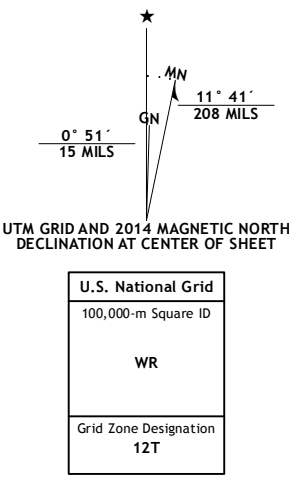 ★
MN
11° 41´
208 MILS
GN
0° 51´
15 MILS
UTM GRID AND 2014 MAGNETIC NORTH
DECLINATION AT CENTER OF SHEET
U.S. National Grid
100,000-m Square ID
WR
Grid Zone Designation
12T